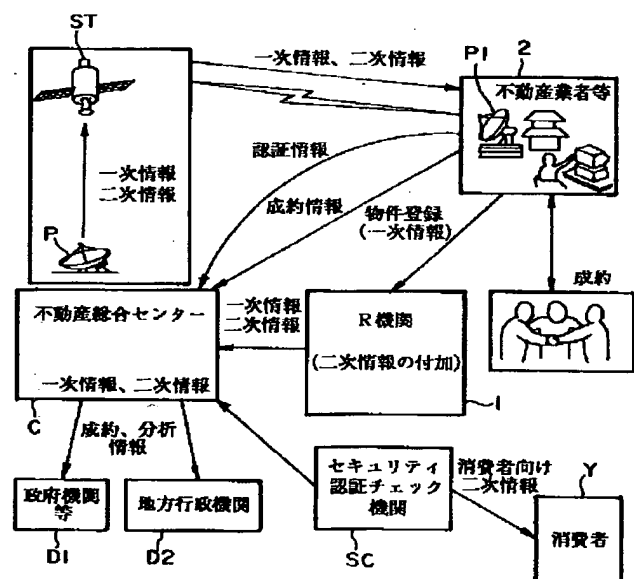 ST
一次情報、二次情報
P1
2
不動産業者等
認証情報
一次情報
二次情報
成約情報
物件登録
(一次情報)
P
成約
不動産総合センター
一次情報
二次情報
R機関
(二次情報の付加)
一次情報、二次情報
C
1
成約、分析
情報
セキュリティ
認証チェック
機関
消費者向け
二次情報
Y
政府機関
等
地方行政機関
消費者
D1
D2
SC